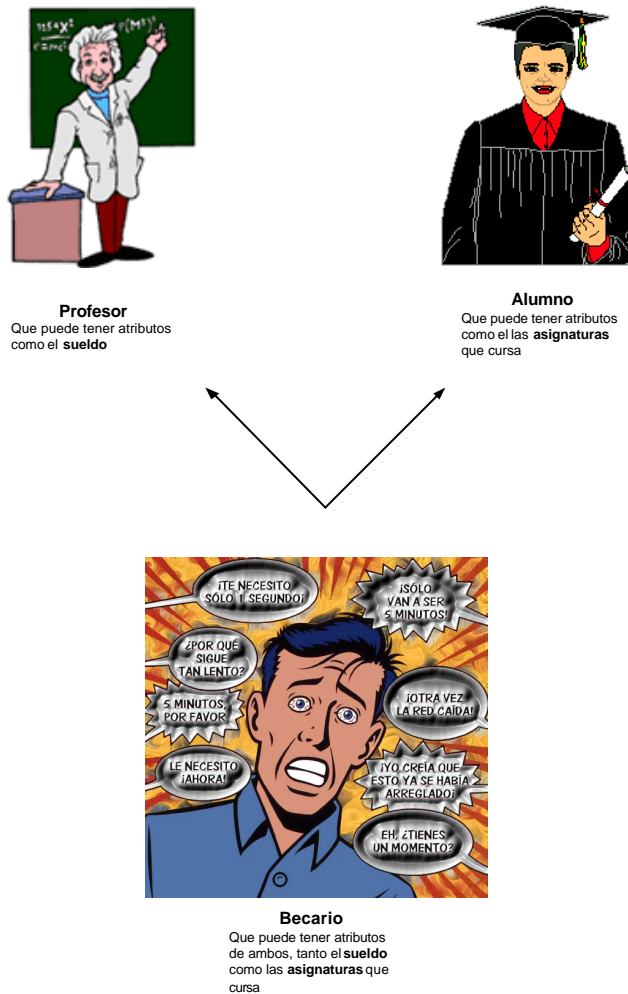 Profesor
Que puede tener atributos
como el sueldo
Alumno
Que puede tener atributos
como el las asignaturas
que cursa
¡TE NECESITO
SÓLO 1 SEGUNDO¡
¡SÓLO
VAN A SER
5 MINUTOS!
¿POR QUÉ
SIGUE
TAN LENTO?
5 MINUTOS,
POR FAVOR
¡OTRA VEZ
LA RED CAÍDA!
LE NECESITO
¡AHORA!
¡YO CREÍA QUE
ESTO YA SE HABÍA
ARREGLADO¡
EH, ¿TIENES
UN MOMENTO?
Becario
Que puede tener atributos
de ambos, tanto el sueldo
como las asignaturas que
cursa